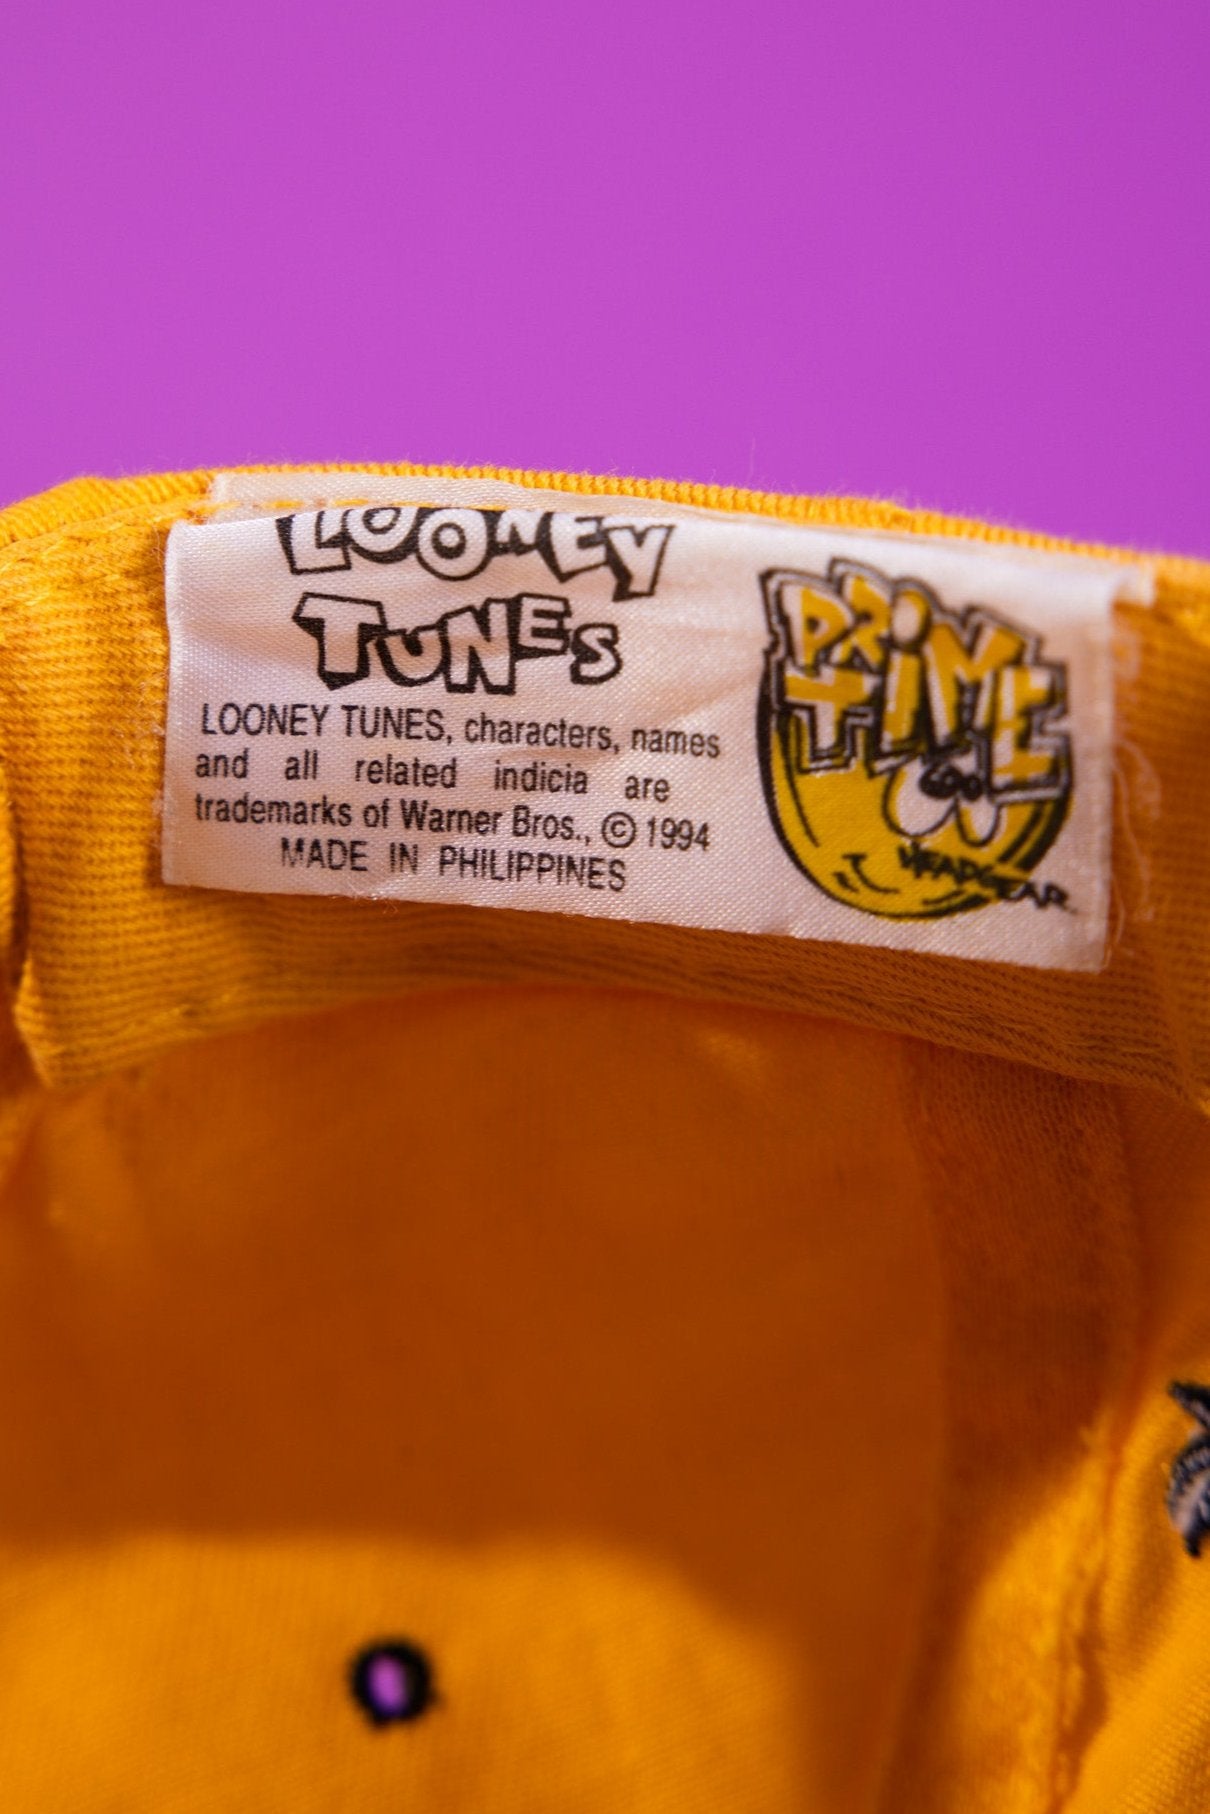 LOONEY
TUNES
LOONEY TUNES, characters, names
and all related indicia are
trademarks of Warner Bros., © 1994
MADE IN PHILIPPINES
PRIME
TIME
HEADGEAR